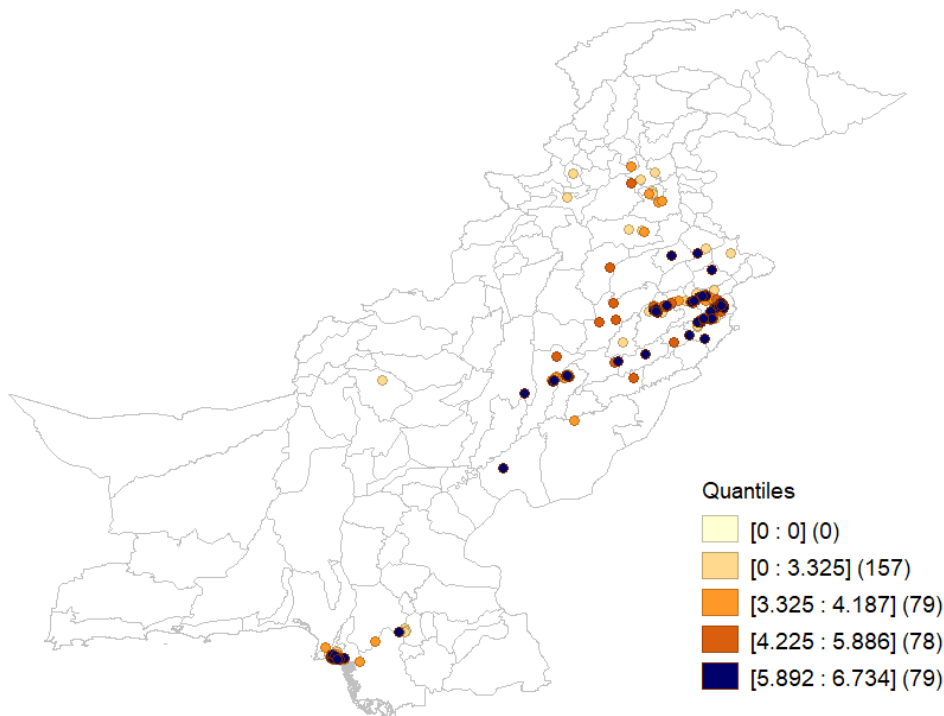 Quantiles
[0 : 0] (0)
[0 : 3.325] (157)
[3.325 : 4.187] (79)
[4.225 : 5.886] (78)
[5.892 : 6.734] (79)